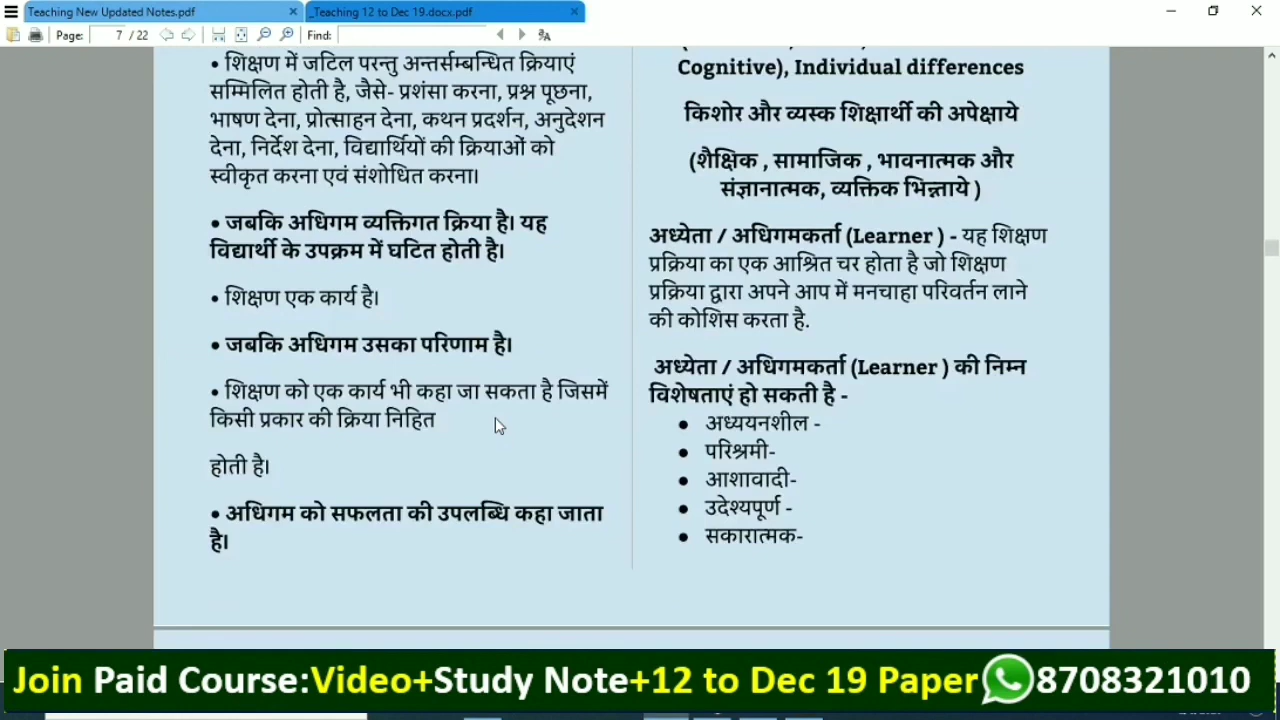 Teaching New Updated Notes.pdf
_Teaching 12 to Dec 19.docx.pdf
Page: 7 / 22
Find:
• शिक्षण में जटिल परन्तु अन्तर्सम्बन्धित क्रियाएं
सम्मिलित होती है, जैसे- प्रशंसा करना, प्रश्न पूछना,
भाषण देना, प्रोत्साहन देना, कथन प्रदर्शन, अनुदेशन
देना, निर्देश देना, विद्यार्थियों की क्रियाओं को
स्वीकृत करना एवं संशोधित करना।
• जबकि अधिगम व्यक्तिगत क्रिया है। यह
विद्यार्थी के उपक्रम में घटित होती है।
• शिक्षण एक कार्य है।
• जबकि अधिगम उसका परिणाम है।
• शिक्षण को एक कार्य भी कहा जा सकता है जिसमें
किसी प्रकार की क्रिया निहित
होती है।
• अधिगम को सफलता की उपलब्धि कहा जाता
है।
Cognitive), Individual differences
किशोर और व्यस्क शिक्षार्थी की अपेक्षाये
(शैक्षिक , सामाजिक , भावनात्मक और
संज्ञानात्मक, व्यक्तिक भिन्नताये )
अध्येता / अधिगमकर्ता (Learner ) - यह शिक्षण
प्रक्रिया का एक आश्रित चर होता है जो शिक्षण
प्रक्रिया द्वारा अपने आप में मनचाहा परिवर्तन लाने
की कोशिस करता है.
अध्येता / अधिगमकर्ता (Learner ) की निम्न
विशेषताएं हो सकती है -
● अध्ययनशील -
● परिश्रमी-
● आशावादी-
● उदेश्यपूर्ण -
● सकारात्मक-
Join Paid Course:Video+Study Note+12 to Dec 19 Paper 8708321010